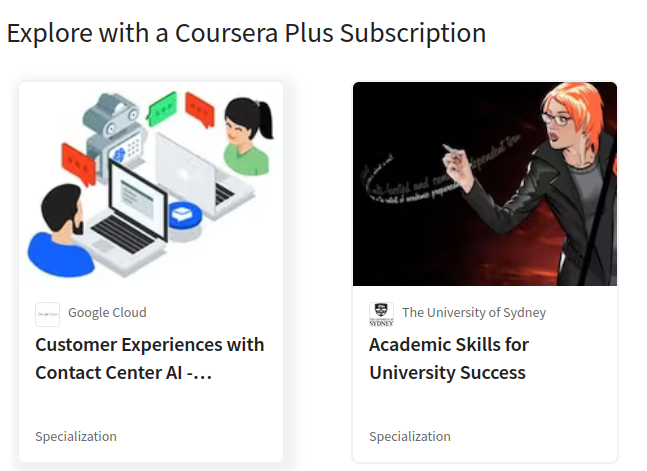 Explore with a Coursera Plus Subscription
Google Cloud
Customer Experiences with
Contact Center AI -...
Specialization
SYDNEY
The University of Sydney
Academic Skills for
University Success
Specialization